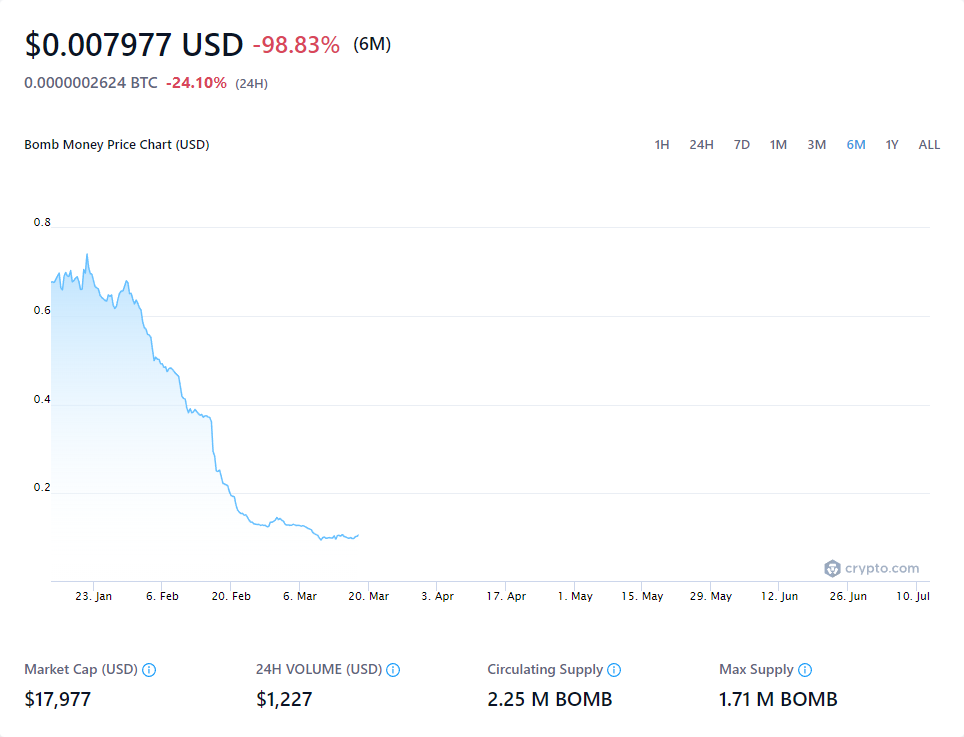 $0.007977 USD -98.83% (6M)
0.0000002624 BTC -24.10% (24H)
Bomb Money Price Chart (USD) 1H 24H 7D 1M 3M 6M 1Y ALL
0.8
0.6
0.4
0.2
crypto.com
23. Jan 6. Feb 20. Feb 6. Mar 20. Mar 3. Apr 17. Apr 1. May 15. May 29. May 12. Jun 26. Jun 10. Jul
Market Cap (USD) 24H VOLUME (USD) Circulating Supply Max Supply
$17,977 $1,227 2.25 M BOMB 1.71 M BOMB